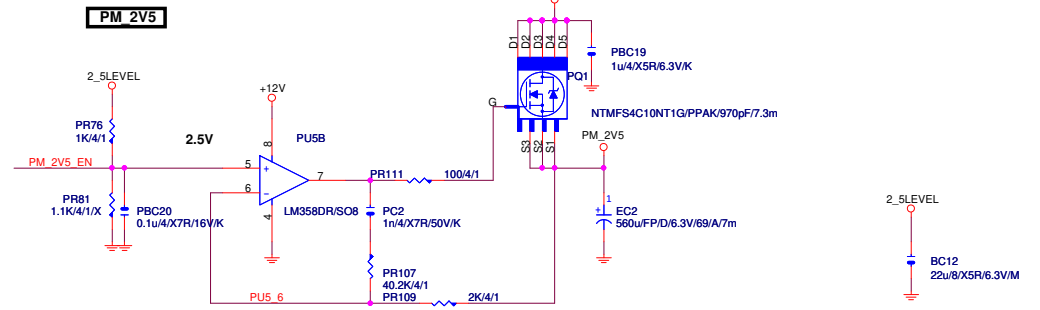 PM_2V5
2_5LEVEL
PR76
1K/4/1
PM_2V5_EN
PR81
1.1K/4/1/X
PBC20
0.1u/4/X7R/16V/K
2.5V
+12V
8
PU5B
5
+
6
-
7
4
LM358DR/SO8
PR111
100/4/1
PC2
1n/4/X7R/50V/K
PR107
40.2K/4/1
PU5_6
PR109
2K/4/1
D1
D2
D3
D4
D5
PBC19
1u/4/X5R/6.3V/K
PQ1
G
NTMFS4C10NT1G/PPAK/970pF/7.3m
S3
S2
S1
PM_2V5
1
+
EC2
560u/FP/D/6.3V/69/A/7m
2_5LEVEL
BC12
22u/8/X5R/6.3V/M